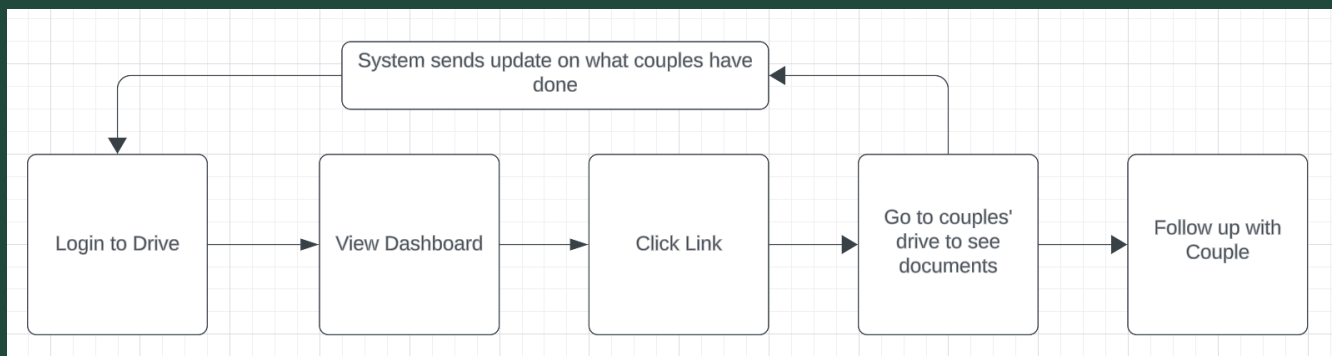 System sends update on what couples have
done
Login to Drive
View Dashboard
Click Link
Go to couples'
drive to see
documents
Follow up with
Couple